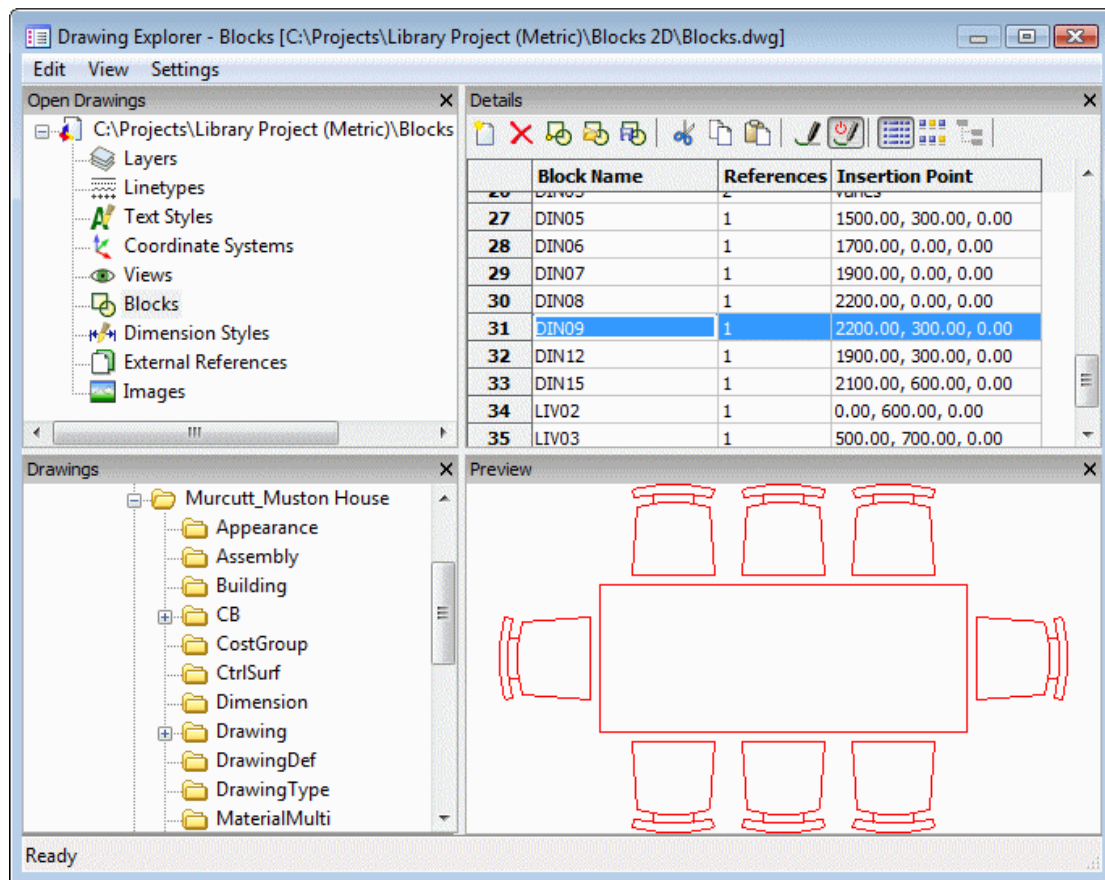 Drawing Explorer - Blocks [C:\Projects\Library Project (Metric)\Blocks 2D\Blocks.dwg]
Edit View Settings
Open Drawings
C:\Projects\Library Project (Metric)\Blocks
Layers
Linetypes
Text Styles
Coordinate Systems
Views
Blocks
Dimension Styles
External References
Images
Details
Block Name References Insertion Point
27 DIN05 1 1500.00, 300.00, 0.00
28 DIN06 1 1700.00, 0.00, 0.00
29 DIN07 1 1900.00, 0.00, 0.00
30 DIN08 1 2200.00, 0.00, 0.00
31 DIN09 1 2200.00, 300.00, 0.00
32 DIN12 1 1900.00, 300.00, 0.00
33 DIN15 1 2100.00, 600.00, 0.00
34 LIV02 1 0.00, 600.00, 0.00
35 LIV03 1 500.00, 700.00, 0.00
Drawings
Murcutt_Muston House
Appearance
Assembly
Building
CB
CostGroup
CtrlSurf
Dimension
Drawing
DrawingDef
DrawingType
MaterialMulti
Preview
Ready